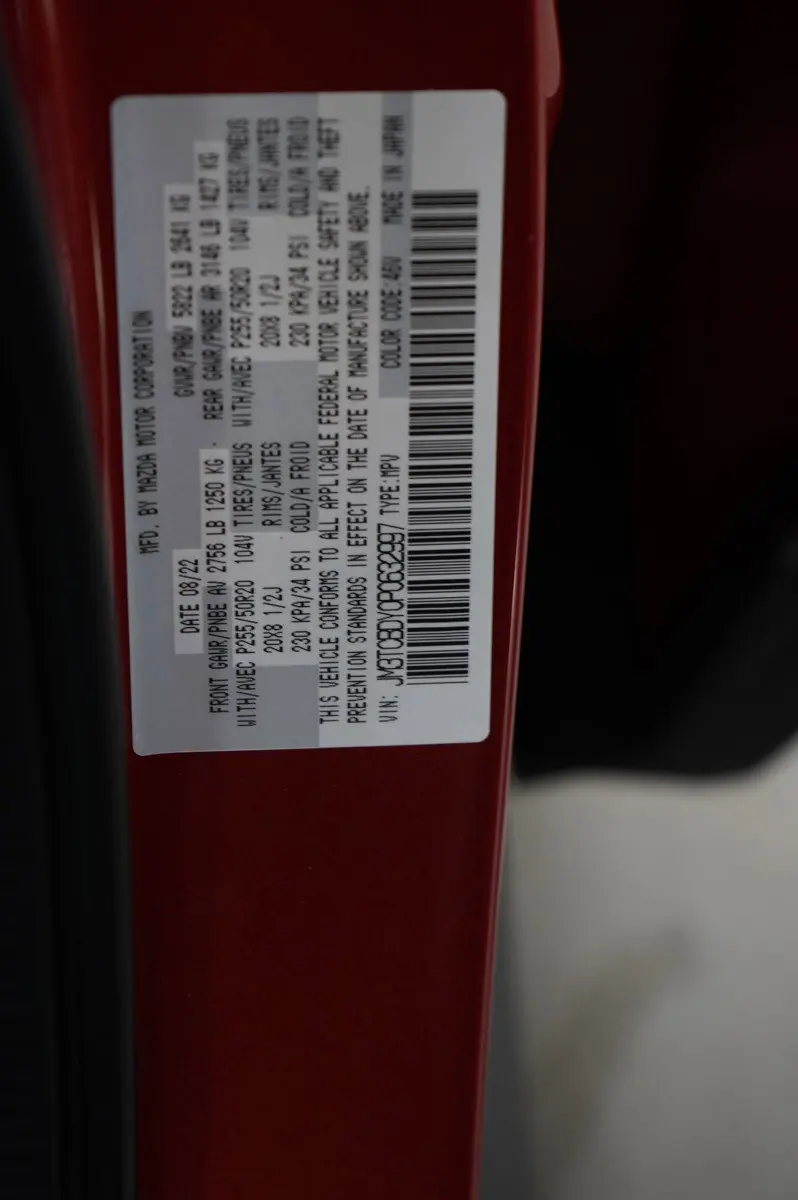 MFD. BY MAZDA MOTOR CORPORATION
DATE 08/22 GVWR/PNBV 5822 LB 2641 KG
FRONT GAWR/PNBE AV 2756 LB 1250 KG · REAR GAWR/PNBE AR 3146 LB 1427 KG
WITH/AVEC P255/50R20 104V TIRES/PNEUS WITH/AVEC P255/50R20 104V TIRES/PNEUS
20X8 1/2J RIMS/JANTES 20X8 1/2J RIMS/JANTES
230 KPA/34 PSI COLD/A FROID 230 KPA/34 PSI COLD/A FROID
THIS VEHICLE CONFORMS TO ALL APPLICABLE FEDERAL MOTOR VEHICLE SAFETY AND THEFT
PREVENTION STANDARDS IN EFFECT ON THE DATE OF MANUFACTURE SHOWN ABOVE.
VIN: JM3TCBDY0P0632997 TYPE:MPV COLOR CODE:46V MADE IN JAPAN